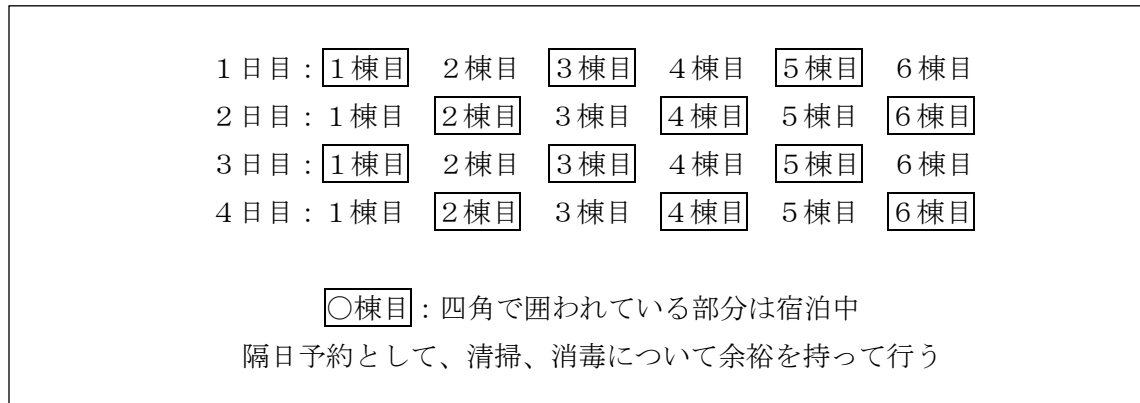 １日目：１棟目　２棟目　３棟目　４棟目　５棟目　６棟目
２日目：１棟目　２棟目　３棟目　４棟目　５棟目　６棟目
３日目：１棟目　２棟目　３棟目　４棟目　５棟目　６棟目
４日目：１棟目　２棟目　３棟目　４棟目　５棟目　６棟目
〇棟目：四角で囲われている部分は宿泊中
隔日予約として、清掃、消毒について余裕を持って行う